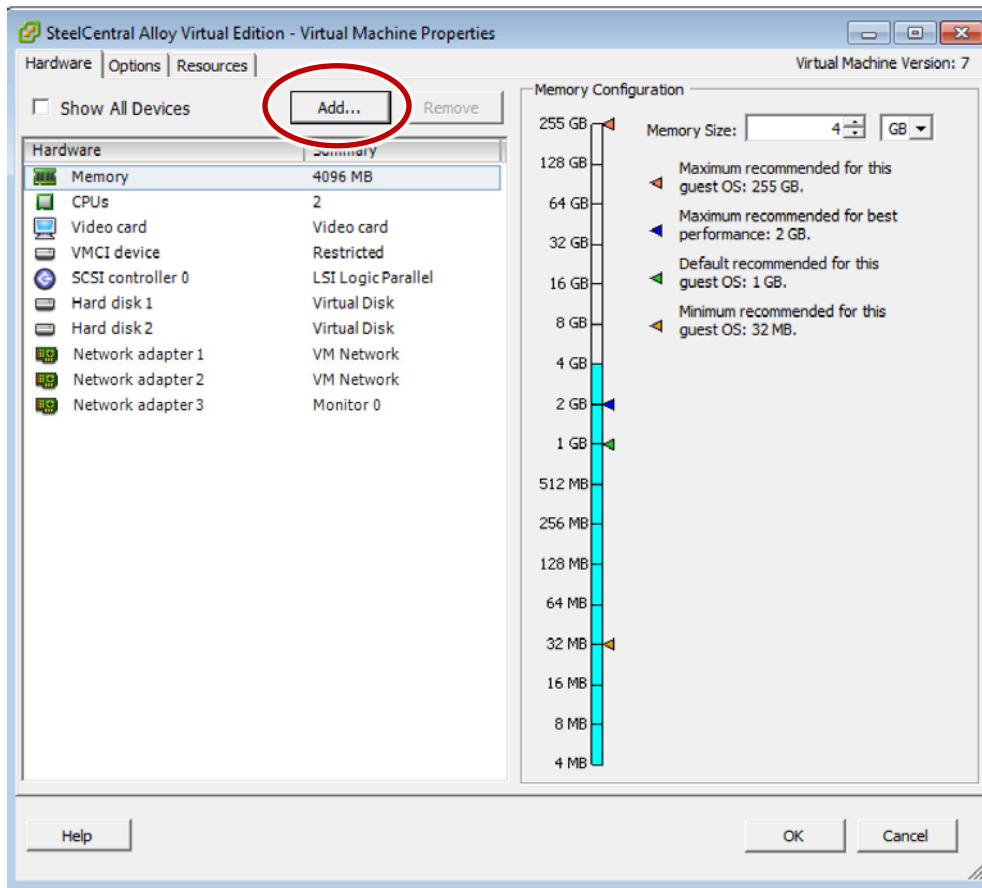 SteelCentral Alloy Virtual Edition - Virtual Machine Properties
Hardware Options Resources
Virtual Machine Version: 7
Show All Devices
Add...
Remove
Hardware Summary
Memory 4096 MB
CPUs 2
Video card Video card
VMCI device Restricted
SCSI controller 0 LSI Logic Parallel
Hard disk 1 Virtual Disk
Hard disk 2 Virtual Disk
Network adapter 1 VM Network
Network adapter 2 VM Network
Network adapter 3 Monitor 0
Memory Configuration
255 GB
128 GB
64 GB
32 GB
16 GB
8 GB
4 GB
2 GB
1 GB
512 MB
256 MB
128 MB
64 MB
32 MB
16 MB
8 MB
4 MB
Memory Size: 4 GB
Maximum recommended for this
guest OS: 255 GB.
Maximum recommended for best
performance: 2 GB.
Default recommended for this
guest OS: 1 GB.
Minimum recommended for this
guest OS: 32 MB.
Help
OK
Cancel